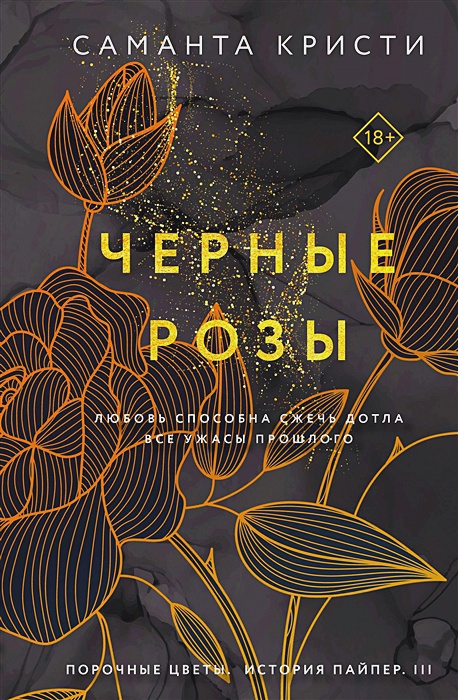 САМАНТА КРИСТИ
18+
ЧЕРНЫЕ
РОЗЫ
ЛЮБОВЬ СПОСОБНА СЖЕЧЬ ДОТЛА
ВСЕ УЖАСЫ ПРОШЛОГО
ПОРОЧНЫЕ ЦВЕТЫ. ИСТОРИЯ ПАЙПЕР. III